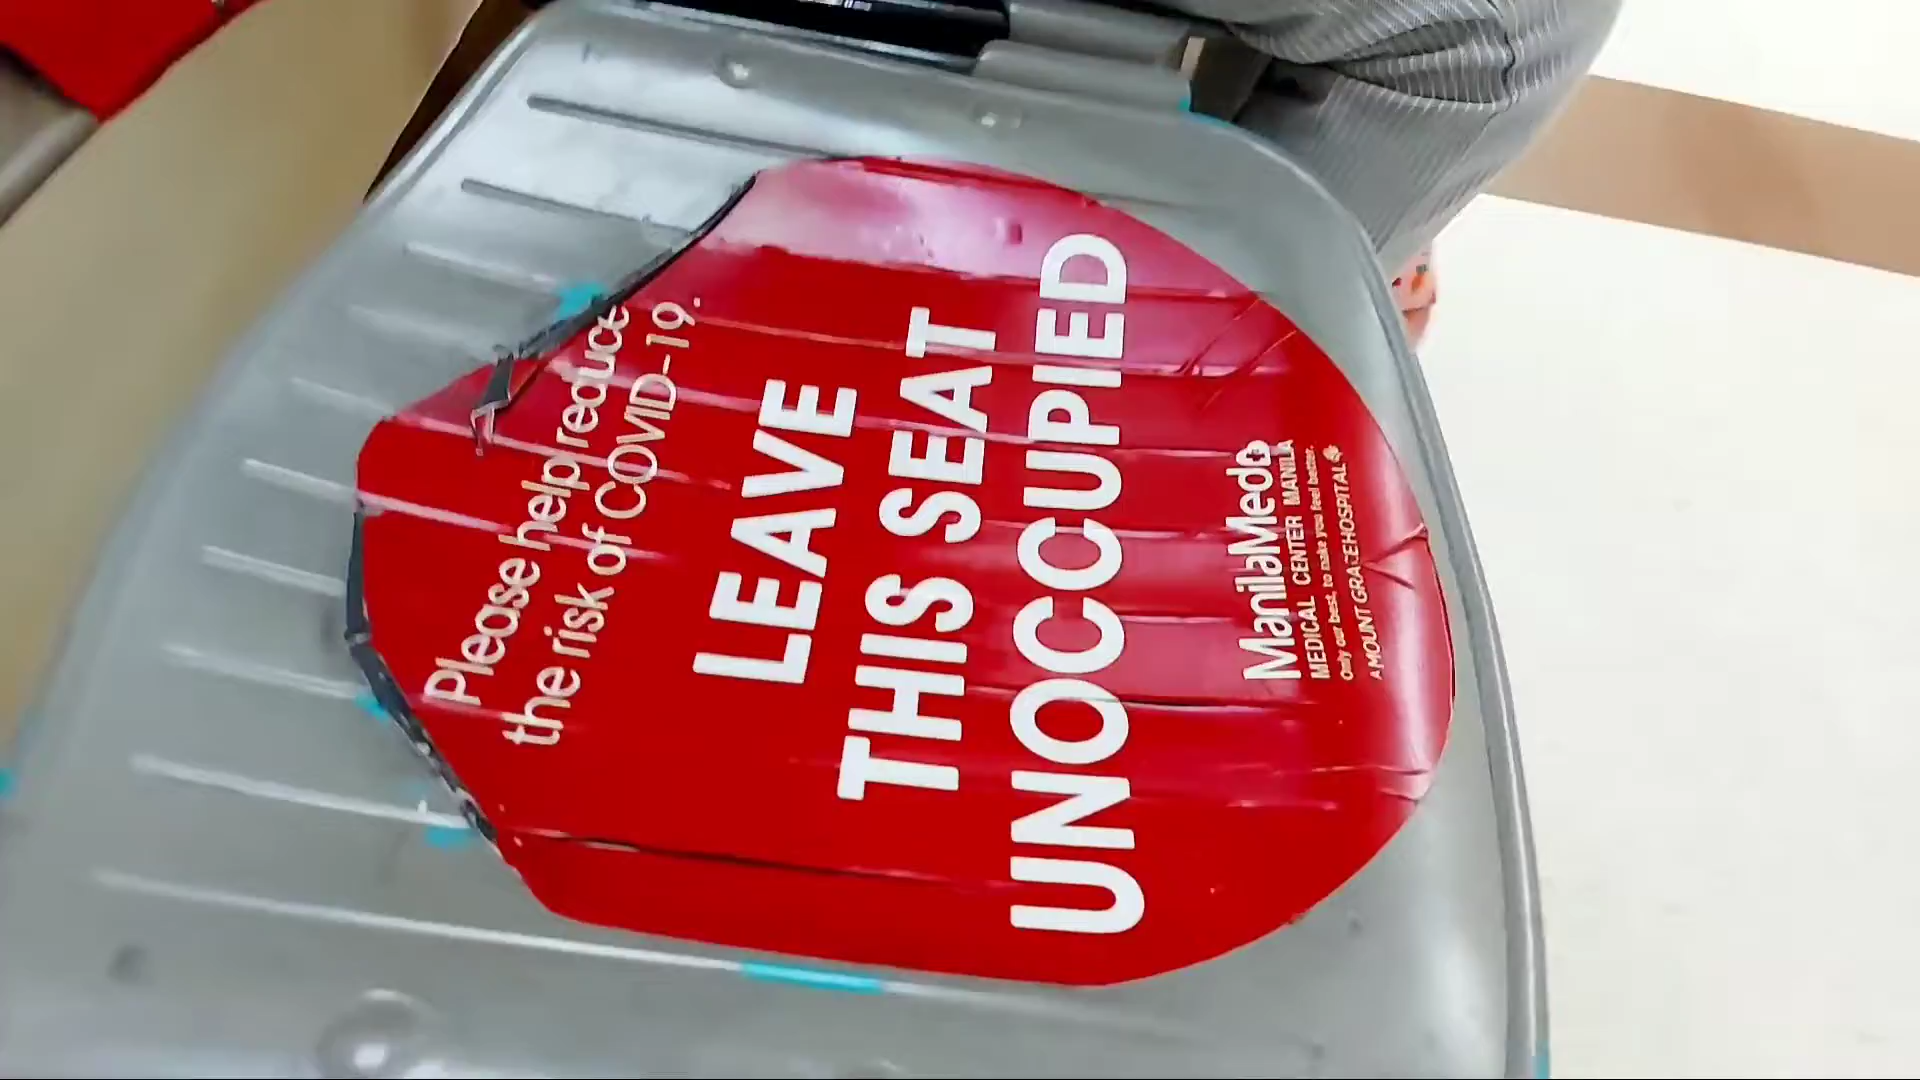 Please help reduce
the risk of COVID-19.
LEAVE
THIS SEAT
UNOCCUPIED
ManilaMed
MEDICAL CENTER MANILA
Only our best, to make you feel better.
A MOUNT GRACE HOSPITAL